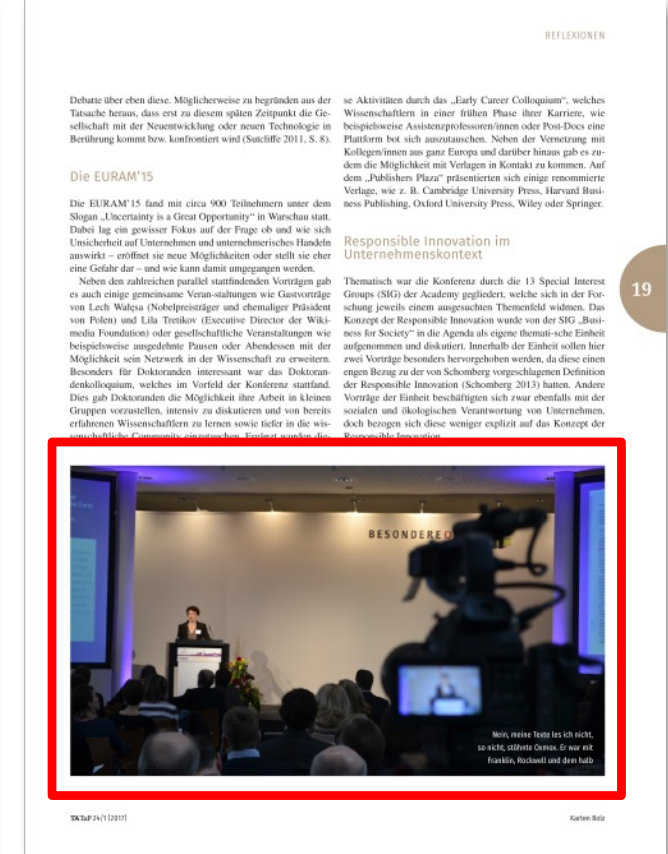 REFLEXIONEN
Debatte über eben diese. Möglicherweise zu begründen aus der
Tatsache heraus, dass erst zu diesem späten Zeitpunkt die Ge-
sellschaft mit der Neuentwicklung oder neuen Technologie in
Berührung kommt bzw. konfrontiert wird (Sutcliffe 2011, S. 8).
Die EURAM'15
Die EURAM'15 fand mit circa 900 Teilnehmern unter dem
Slogan „Uncertainty is a Great Opportunity“ in Warschau statt.
Dabei lag ein gewisser Fokus auf der Frage ob und wie sich
Unsicherheit auf Unternehmen und unternehmerisches Handeln
auswirkt – eröffnet sie neue Möglichkeiten oder stellt sie eher
eine Gefahr dar – und wie kann damit umgegangen werden.
Neben den zahlreichen parallel stattfindenden Vorträgen gab
es auch einige gemeinsame Veran-staltungen wie Gastvorträge
von Lech Wałęsa (Nobelpreisträger und ehemaliger Präsident
von Polen) und Lila Tretikov (Executive Director der Wiki-
media Foundation) oder gesellschaftliche Veranstaltungen wie
beispielsweise ausgedehnte Pausen oder Abendessen mit der
Möglichkeit sein Netzwerk in der Wissenschaft zu erweitern.
Besonders für Doktoranden interessant war das Doktoran-
denkolloquium, welches im Vorfeld der Konferenz stattfand.
Dies gab Doktoranden die Möglichkeit ihre Arbeit in kleinen
Gruppen vorzustellen, intensiv zu diskutieren und von bereits
erfahrenen Wissenschaftlern zu lernen sowie tiefer in die wis-
senschaftliche Community einzutauchen. Ergänzt wurden die-
se Aktivitäten durch das „Early Career Colloquium“, welches
Wissenschaftlern in einer frühen Phase ihrer Karriere, wie
beispielsweise Assistenzprofessoren/innen oder Post-Docs eine
Plattform bot sich auszutauschen. Neben der Vernetzung mit
Kollegen/innen aus ganz Europa und darüber hinaus gab es zu-
dem die Möglichkeit mit Verlagen in Kontakt zu kommen. Auf
dem „Publishers Plaza“ präsentierten sich einige renommierte
Verlage, wie z. B. Cambridge University Press, Harvard Busi-
ness Publishing, Oxford University Press, Wiley oder Springer.
Responsible Innovation im
Unternehmenskontext
Thematisch war die Konferenz durch die 13 Special Interest
Groups (SIG) der Academy gegliedert, welche sich in der For-
schung jeweils einem ausgesuchten Themenfeld widmen. Das
Konzept der Responsible Innovation wurde von der SIG „Busi-
ness for Society“ in die Agenda als eigene themati-sche Einheit
aufgenommen und diskutiert. Innerhalb der Einheit sollen hier
zwei Vorträge besonders hervorgehoben werden, da diese einen
engen Bezug zu der von Schomberg vorgeschlagenen Definition
der Responsible Innovation (Schomberg 2013) hatten. Andere
Vorträge der Einheit beschäftigten sich zwar ebenfalls mit der
sozialen und ökologischen Verantwortung von Unternehmen,
doch bezogen sich diese weniger explizit auf das Konzept der
Responsible Innovation.
19
BESONDERE
Nein, meine Texte les ich nicht,
so nicht, stöhnte Oxmox. Er war mit
Franklin, Rockwell und dem halb
TATuP 24/1 (2017)
Karten Bolz